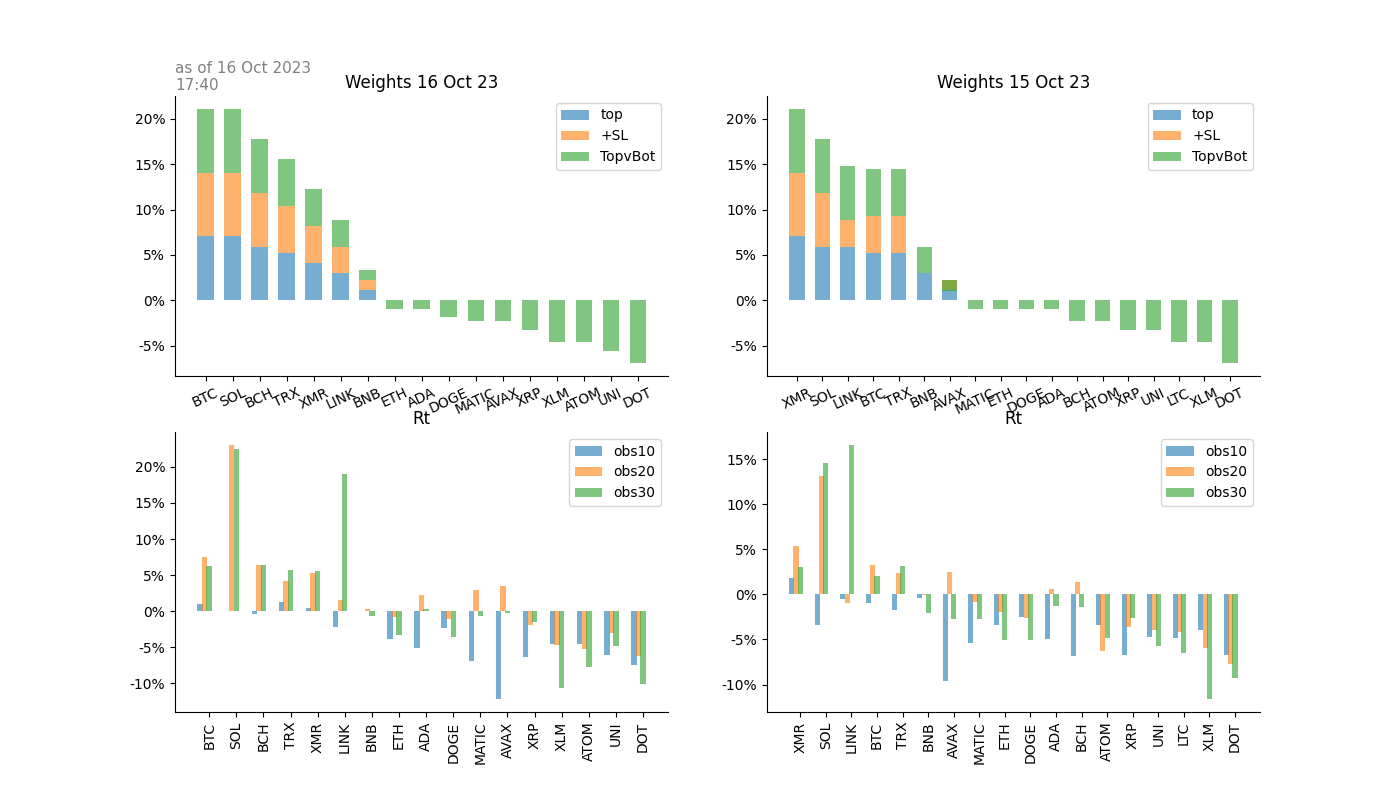 as of 16 Oct 2023
17:40
Weights 16 Oct 23
20%
15%
10%
5%
0%
-5%
top
+SL
TopvBot
BTC SOL BCH TRX XMR LINK BNB ETH ADA DOGE MATIC AVAX XRP XLM ATOM UNI DOT
Weights 15 Oct 23
20%
15%
10%
5%
0%
-5%
top
+SL
TopvBot
XMR SOL LINK BTC TRX BNB AVAX MATIC ETH DOGE ADA BCH ATOM XRP UNI LTC XLM DOT
Rt
20%
15%
10%
5%
0%
-5%
-10%
obs10
obs20
obs30
BTC SOL BCH TRX XMR LINK BNB ETH ADA DOGE MATIC AVAX XRP XLM ATOM UNI DOT
Rt
15%
10%
5%
0%
-5%
-10%
obs10
obs20
obs30
XMR SOL LINK BTC TRX BNB AVAX MATIC ETH DOGE ADA BCH ATOM XRP UNI LTC XLM DOT